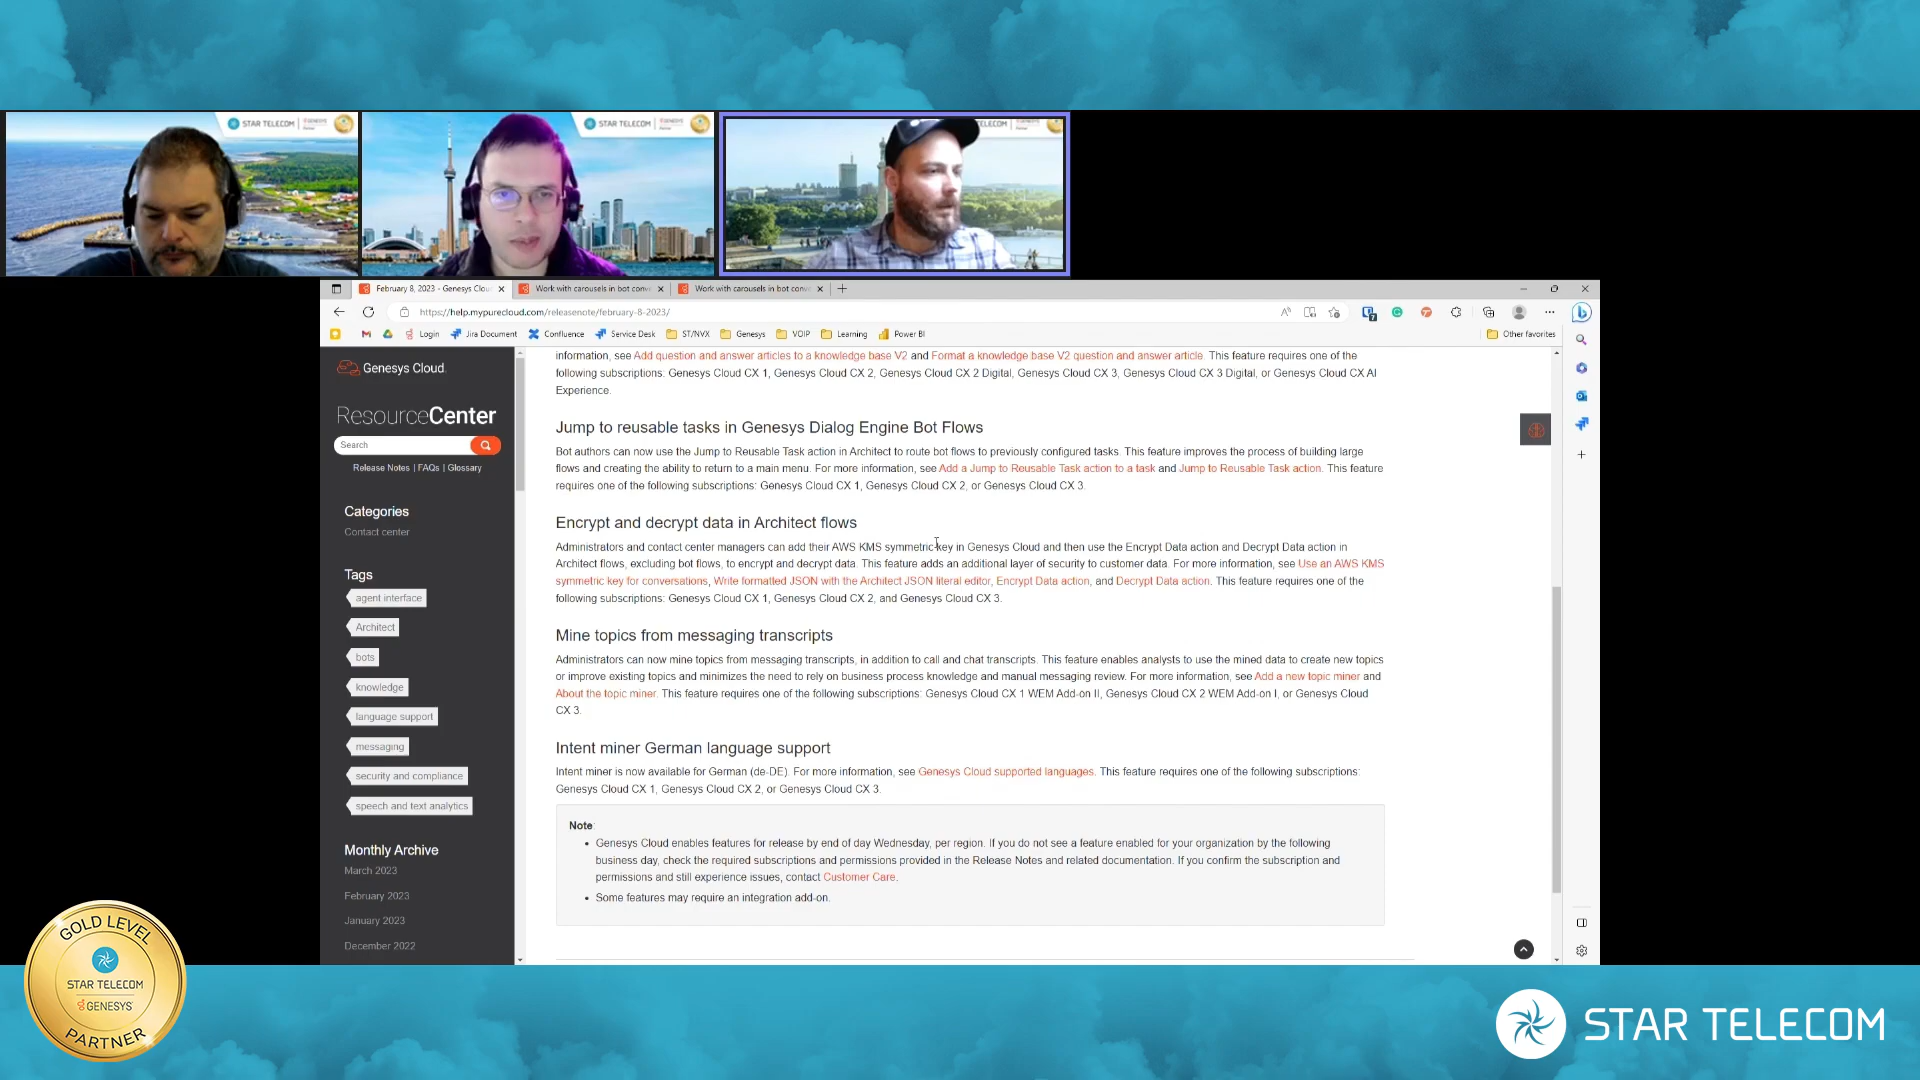 STAR TELECOM GENESYS
STAR TELECOM GENESYS
TELECOM
February 8, 2023 - Genesys Clou
Work with carousels in bot conv
Work with carousels in bot conv
https://help.mypurecloud.com/releasenote/february-8-2023/
Login
Jira Document
Confluence
Service Desk
ST/NVX
Genesys
VOIP
Learning
Power BI
Other favorites
Genesys Cloud
ResourceCenter
Search
Release Notes | FAQs | Glossary
Categories
Contact center
Tags
agent interface
Architect
bots
knowledge
language support
messaging
security and compliance
speech and text analytics
Monthly Archive
March 2023
February 2023
January 2023
December 2022
information, see Add question and answer articles to a knowledge base V2 and Format a knowledge base V2 question and answer article. This feature requires one of the
following subscriptions: Genesys Cloud CX 1, Genesys Cloud CX 2, Genesys Cloud CX 2 Digital, Genesys Cloud CX 3, Genesys Cloud CX 3 Digital, or Genesys Cloud CX AI
Experience.
Jump to reusable tasks in Genesys Dialog Engine Bot Flows
Bot authors can now use the Jump to Reusable Task action in Architect to route bot flows to previously configured tasks. This feature improves the process of building large
flows and creating the ability to return to a main menu. For more information, see Add a Jump to Reusable Task action to a task and Jump to Reusable Task action. This feature
requires one of the following subscriptions: Genesys Cloud CX 1, Genesys Cloud CX 2, or Genesys Cloud CX 3.
Encrypt and decrypt data in Architect flows
Administrators and contact center managers can add their AWS KMS symmetric key in Genesys Cloud and then use the Encrypt Data action and Decrypt Data action in
Architect flows, excluding bot flows, to encrypt and decrypt data. This feature adds an additional layer of security to customer data. For more information, see Use an AWS KMS
symmetric key for conversations, Write formatted JSON with the Architect JSON literal editor, Encrypt Data action, and Decrypt Data action. This feature requires one of the
following subscriptions: Genesys Cloud CX 1, Genesys Cloud CX 2, and Genesys Cloud CX 3.
Mine topics from messaging transcripts
Administrators can now mine topics from messaging transcripts, in addition to call and chat transcripts. This feature enables analysts to use the mined data to create new topics
or improve existing topics and minimizes the need to rely on business process knowledge and manual messaging review. For more information, see Add a new topic miner and
About the topic miner. This feature requires one of the following subscriptions: Genesys Cloud CX 1 WEM Add-on II, Genesys Cloud CX 2 WEM Add-on I, or Genesys Cloud
CX 3.
Intent miner German language support
Intent miner is now available for German (de-DE). For more information, see Genesys Cloud supported languages. This feature requires one of the following subscriptions:
Genesys Cloud CX 1, Genesys Cloud CX 2, or Genesys Cloud CX 3.
Note:
• Genesys Cloud enables features for release by end of day Wednesday, per region. If you do not see a feature enabled for your organization by the following
business day, check the required subscriptions and permissions provided in the Release Notes and related documentation. If you confirm the subscription and
permissions and still experience issues, contact Customer Care.
• Some features may require an integration add-on.
GOLD LEVEL
STAR TELECOM
GENESYS
PARTNER
STAR TELECOM